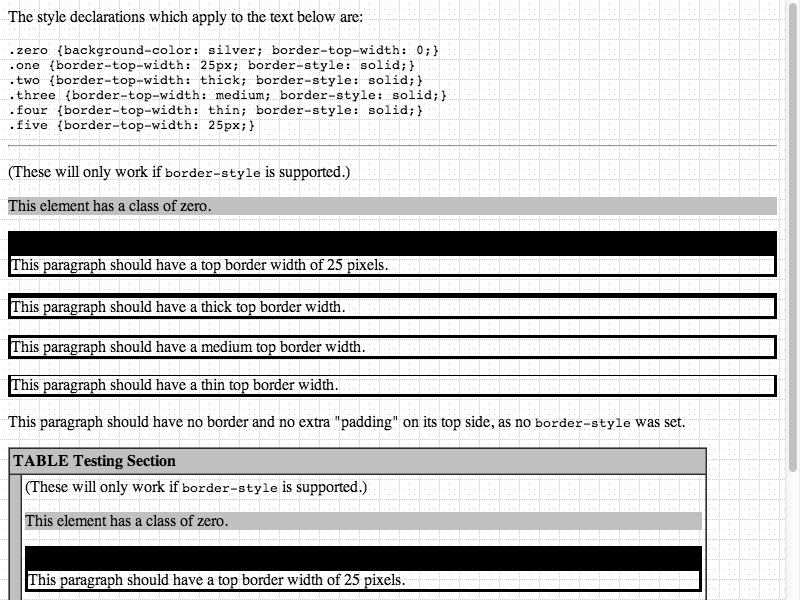 The style declarations which apply to the text below are:
.zero {background-color: silver; border-top-width: 0;}
.one {border-top-width: 25px; border-style: solid;}
.two {border-top-width: thick; border-style: solid;}
.three {border-top-width: medium; border-style: solid;}
.four {border-top-width: thin; border-style: solid;}
.five {border-top-width: 25px;}
(These will only work if border-style is supported.)
This element has a class of zero.
This paragraph should have a top border width of 25 pixels.
This paragraph should have a thick top border width.
This paragraph should have a medium top border width.
This paragraph should have a thin top border width.
This paragraph should have no border and no extra "padding" on its top side, as no border-style was set.
TABLE Testing Section
(These will only work if border-style is supported.)
This element has a class of zero.
This paragraph should have a top border width of 25 pixels.